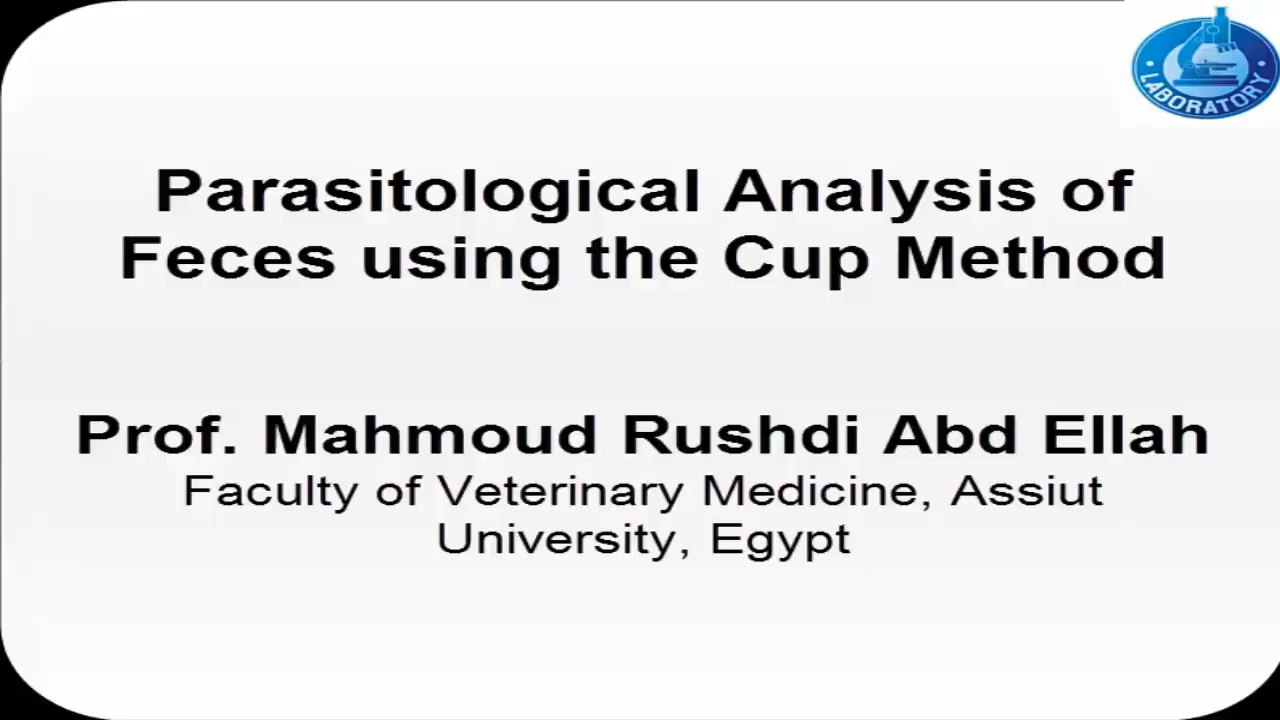 LABORATORY
Parasitological Analysis of
Feces using the Cup Method
Prof. Mahmoud Rushdi Abd Ellah
Faculty of Veterinary Medicine, Assiut
University, Egypt